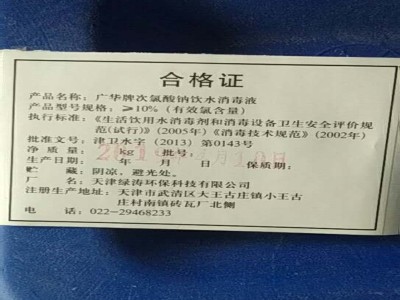 合格证
产品名称：广华牌次氯酸钠饮水消毒液
产品型号规格：≥10%（有效氯含量）
执行标准：《生活饮用水消毒剂和消毒设备卫生安全评价规
范(试行)》（2005年）《消毒技术规范》（2002年）
批准文号：津卫水字（2013）第0143号
净 质 量： kg 批号：
生产日期： 年 月 日 保质期：
贮 藏：阴凉，避光处。
厂 名：天津绿涛环保科技有限公司
注册生产地址：天津市武清区大王古庄镇小王古
庄村南镇砖瓦厂北侧
电 话：022-29468233